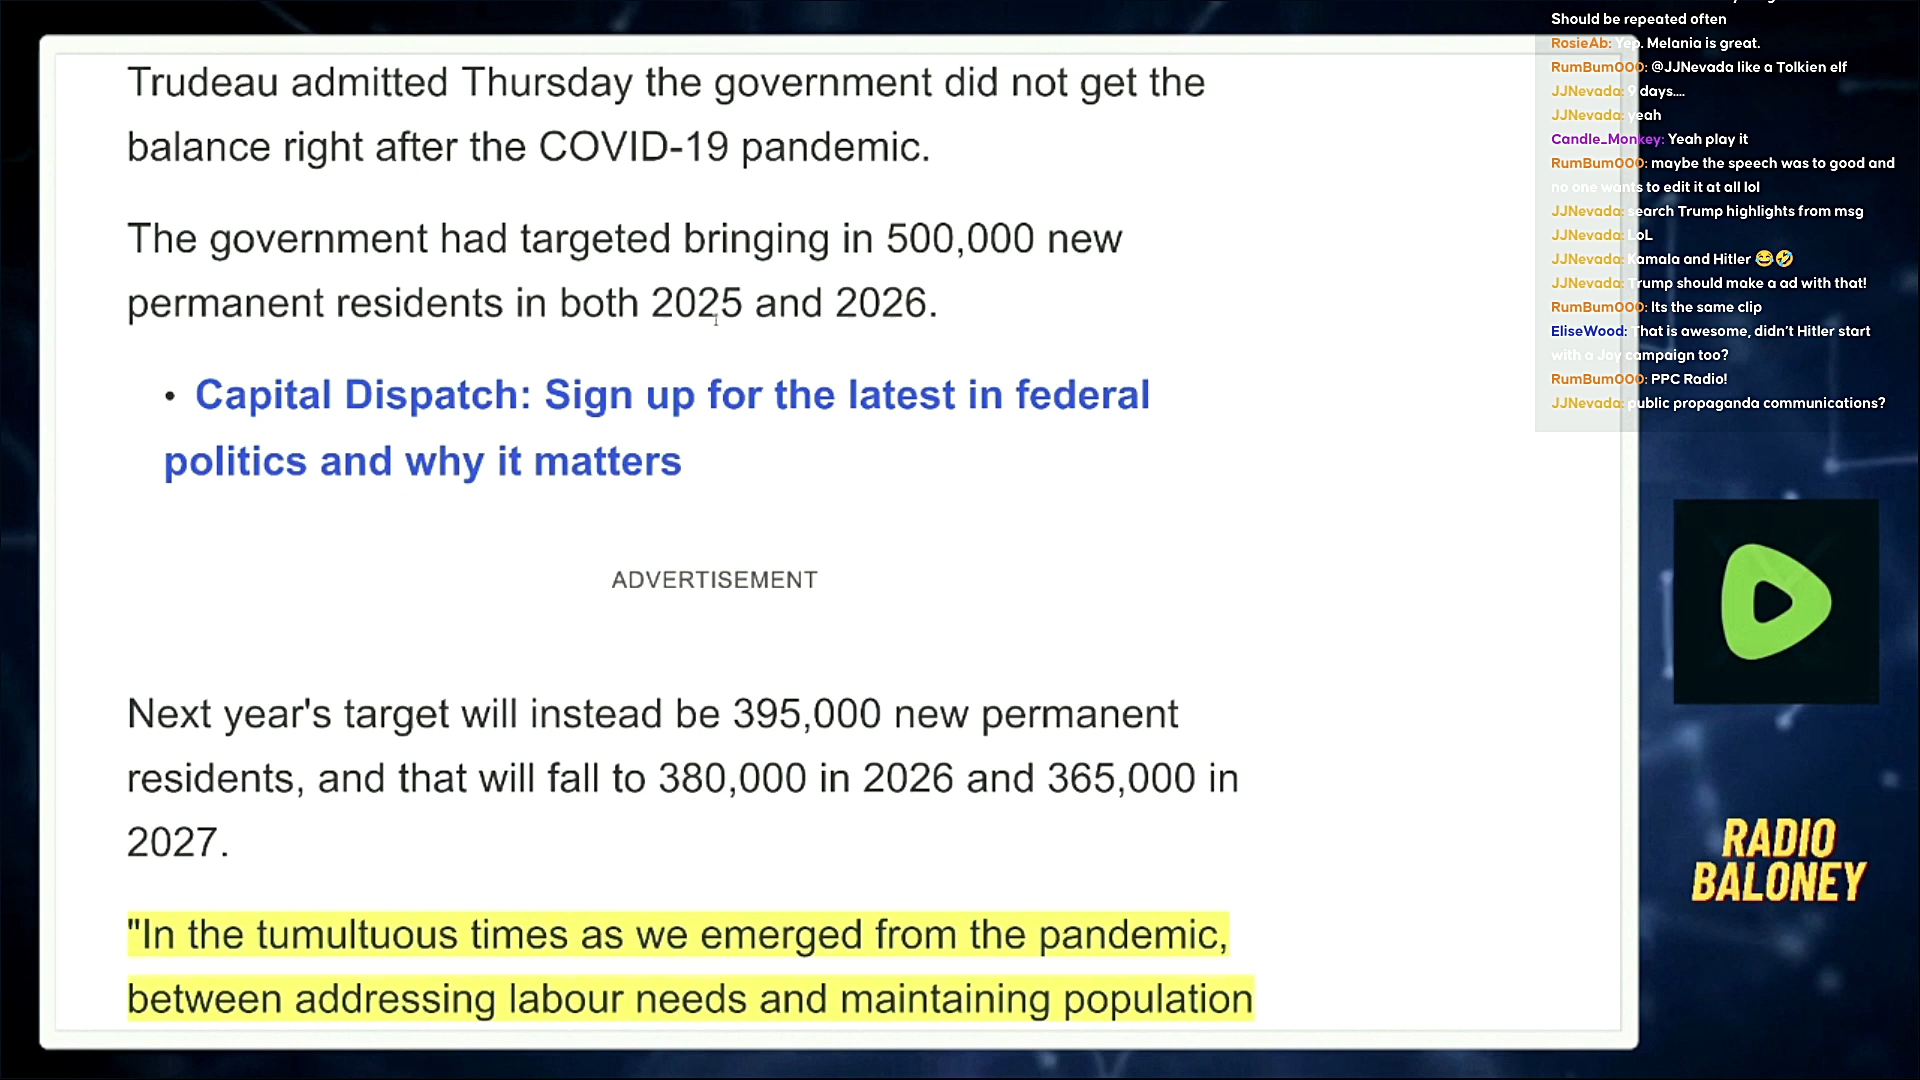 Trudeau admitted Thursday the government did not get the
balance right after the COVID-19 pandemic.
The government had targeted bringing in 500,000 new
permanent residents in both 2025 and 2026.
• Capital Dispatch: Sign up for the latest in federal
politics and why it matters
ADVERTISEMENT
Next year's target will instead be 395,000 new permanent
residents, and that will fall to 380,000 in 2026 and 365,000 in
2027.
"In the tumultuous times as we emerged from the pandemic,
between addressing labour needs and maintaining population
Should be repeated often
RosieAb: Yep. Melania is great.
RumBum000: @JJNevada like a Tolkien elf
JJNevada: 9 days....
JJNevada: yeah
Candle_Monkey: Yeah play it
RumBum000: maybe the speech was to good and
no one wants to edit it at all lol
JJNevada: search Trump highlights from msg
JJNevada: LoL
JJNevada: Kamala and Hitler 😂🤣
JJNevada: Trump should make a ad with that!
RumBum000: Its the same clip
EliseWood: That is awesome, didn't Hitler start
with a Joy campaign too?
RumBum000: PPC Radio!
JJNevada: public propaganda communications?
RADIO
BALONEY